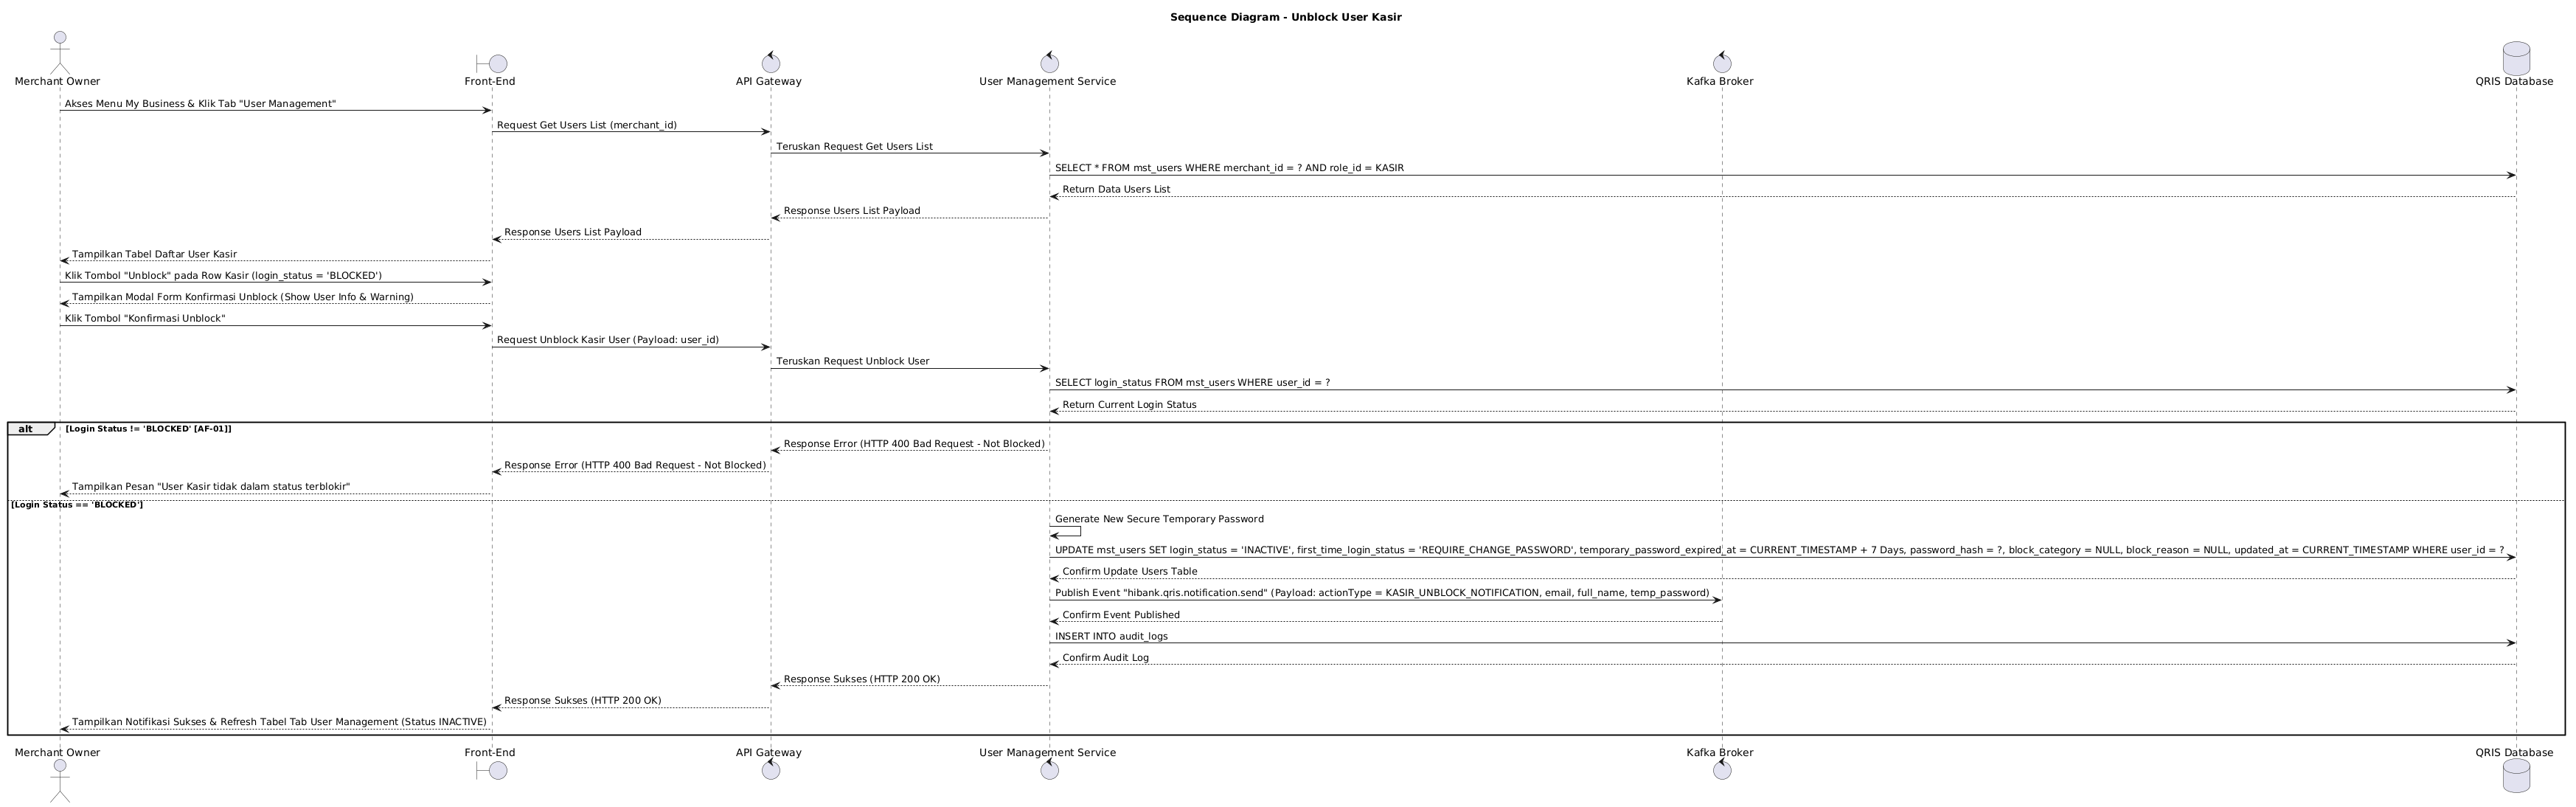 Sequence Diagram - Unblock User Kasir
Merchant Owner
Front-End
API Gateway
User Management Service
Kafka Broker
QRIS Database
Akses Menu My Business & Klik Tab "User Management"
Request Get Users List (merchant_id)
Teruskan Request Get Users List
SELECT * FROM mst_users WHERE merchant_id = ? AND role_id = KASIR
Return Data Users List
Response Users List Payload
Response Users List Payload
Tampilkan Tabel Daftar User Kasir
Klik Tombol "Unblock" pada Row Kasir (login_status = 'BLOCKED')
Tampilkan Modal Form Konfirmasi Unblock (Show User Info & Warning)
Klik Tombol "Konfirmasi Unblock"
Request Unblock Kasir User (Payload: user_id)
Teruskan Request Unblock User
SELECT login_status FROM mst_users WHERE user_id = ?
Return Current Login Status
alt [Login Status != 'BLOCKED' [AF-01]]
Response Error (HTTP 400 Bad Request - Not Blocked)
Response Error (HTTP 400 Bad Request - Not Blocked)
Tampilkan Pesan "User Kasir tidak dalam status terblokir"
[Login Status == 'BLOCKED']
Generate New Secure Temporary Password
UPDATE mst_users SET login_status = 'INACTIVE', first_time_login_status = 'REQUIRE_CHANGE_PASSWORD', temporary_password_expired_at = CURRENT_TIMESTAMP + 7 Days, password_hash = ?, block_category = NULL, block_reason = NULL, updated_at = CURRENT_TIMESTAMP WHERE user_id = ?
Confirm Update Users Table
Publish Event "hibank.qris.notification.send" (Payload: actionType = KASIR_UNBLOCK_NOTIFICATION, email, full_name, temp_password)
Confirm Event Published
INSERT INTO audit_logs
Confirm Audit Log
Response Sukses (HTTP 200 OK)
Response Sukses (HTTP 200 OK)
Tampilkan Notifikasi Sukses & Refresh Tabel Tab User Management (Status INACTIVE)
Merchant Owner
Front-End
API Gateway
User Management Service
Kafka Broker
QRIS Database